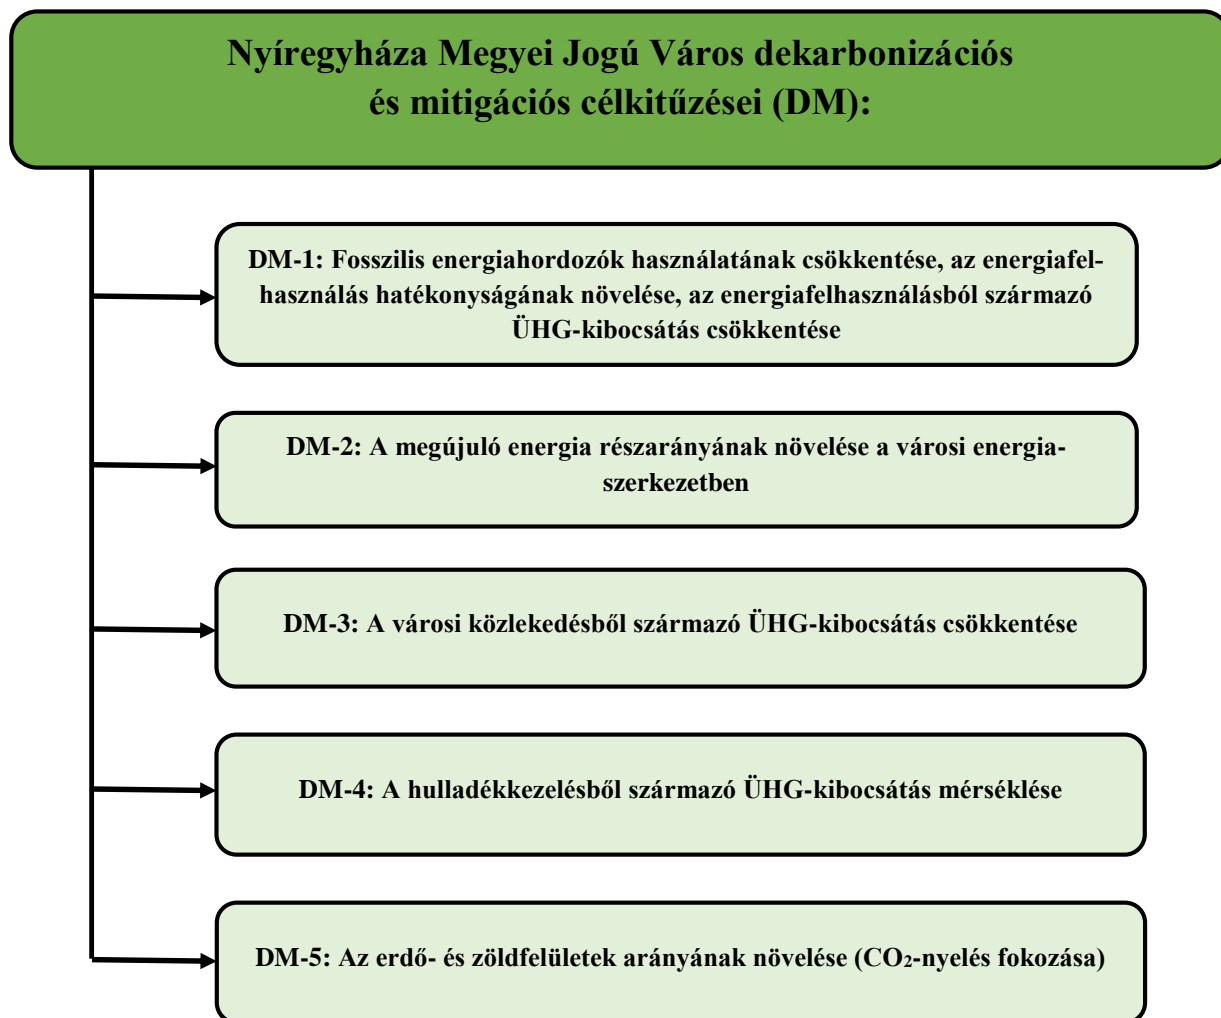 Nyíregyháza Megyei Jogú Város dekarbonizációs
és mitigációs célkitűzései (DM):
DM-1: Fosszilis energiahordozók használatának csökkentése, az energiafel-
használás hatékonyságának növelése, az energiafelhasználásból származó
ÜHG-kibocsátás csökkentése
DM-2: A megújuló energia részarányának növelése a városi energia-
szerkezetben
DM-3: A városi közlekedésből származó ÜHG-kibocsátás csökkentése
DM-4: A hulladékkezelésből származó ÜHG-kibocsátás mérséklése
DM-5: Az erdő- és zöldfelületek arányának növelése (CO₂-nyelés fokozása)